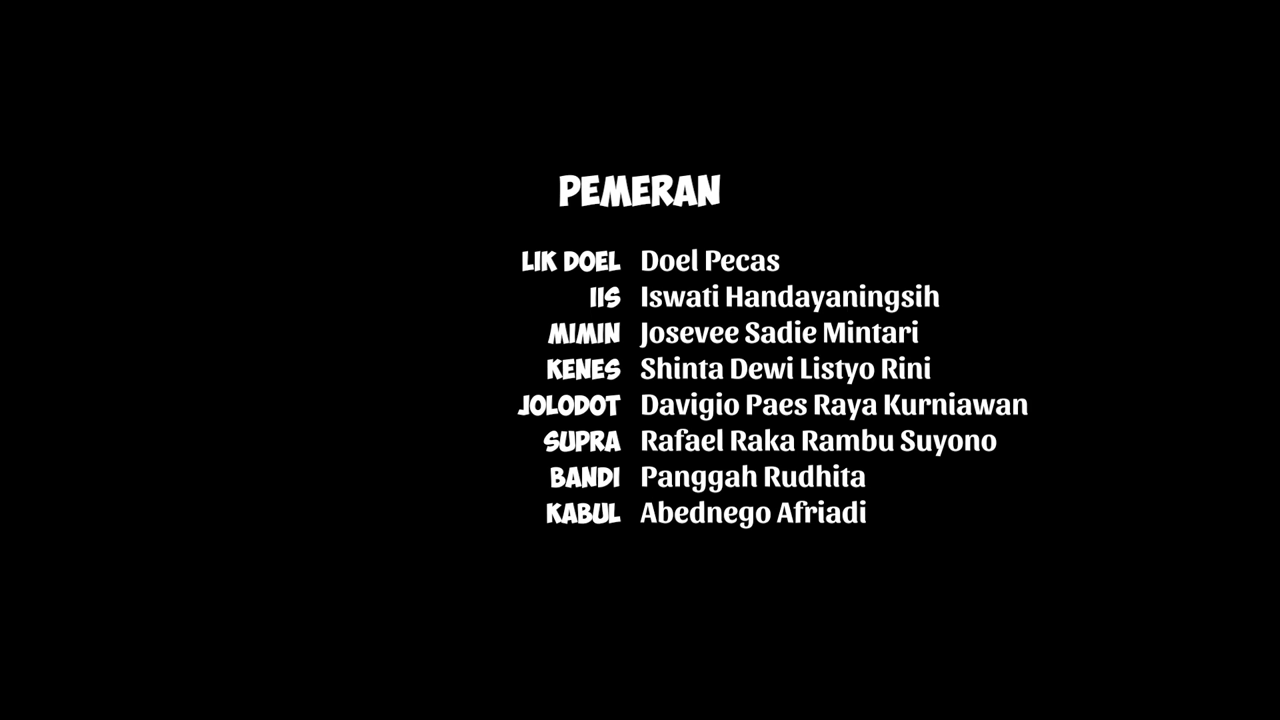 PEMERAN
LIK DOEL Doel Pecas
IIS Iswati Handayaningsih
MIMIN Josevee Sadie Mintari
KENES Shinta Dewi Listyo Rini
JOLODOT Davigio Paes Raya Kurniawan
SUPRA Rafael Raka Rambu Suyono
BANDI Panggah Rudhita
KABUL Abednego Afriadi